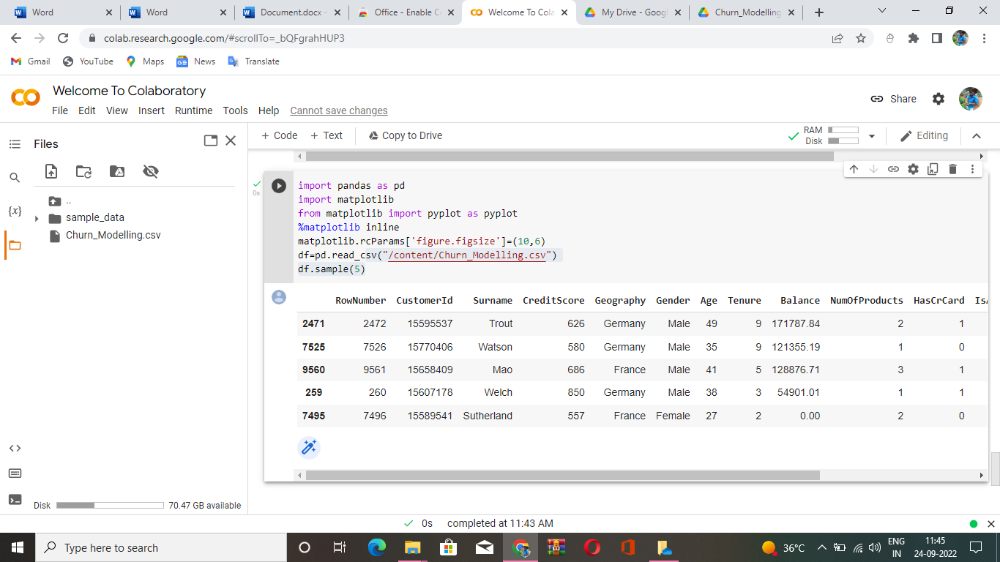 Word
Word
Document.docx -
Office - Enable C
Welcome To Cola
My Drive - Googl
Churn_Modelling
colab.research.google.com/#scrollTo=_bQFgrahHUP3
Gmail YouTube Maps News Translate
Welcome To Colaboratory
File Edit View Insert Runtime Tools Help Cannot save changes
Share
Files
+ Code + Text Copy to Drive
RAM
Disk
Editing
..
sample_data
Churn_Modelling.csv
{x}
0s
import pandas as pd
import matplotlib
from matplotlib import pyplot as pyplot
%matplotlib inline
matplotlib.rcParams['figure.figsize']=(10,6)
df=pd.read_csv("/content/Churn_Modelling.csv")
df.sample(5)
RowNumber CustomerId Surname CreditScore Geography Gender Age Tenure Balance NumOfProducts HasCrCard IsA
2471 2472 15595537 Trout 626 Germany Male 49 9 171787.84 2 1
7525 7526 15770406 Watson 580 Germany Male 35 9 121355.19 1 0
9560 9561 15658409 Mao 686 France Male 41 5 128876.71 3 1
259 260 15607178 Welch 850 Germany Male 38 3 54901.01 1 1
7495 7496 15589541 Sutherland 557 France Female 27 2 0.00 2 0
Disk 70.47 GB available
0s completed at 11:43 AM
Type here to search
36°C
ENG
IN
11:45
24-09-2022